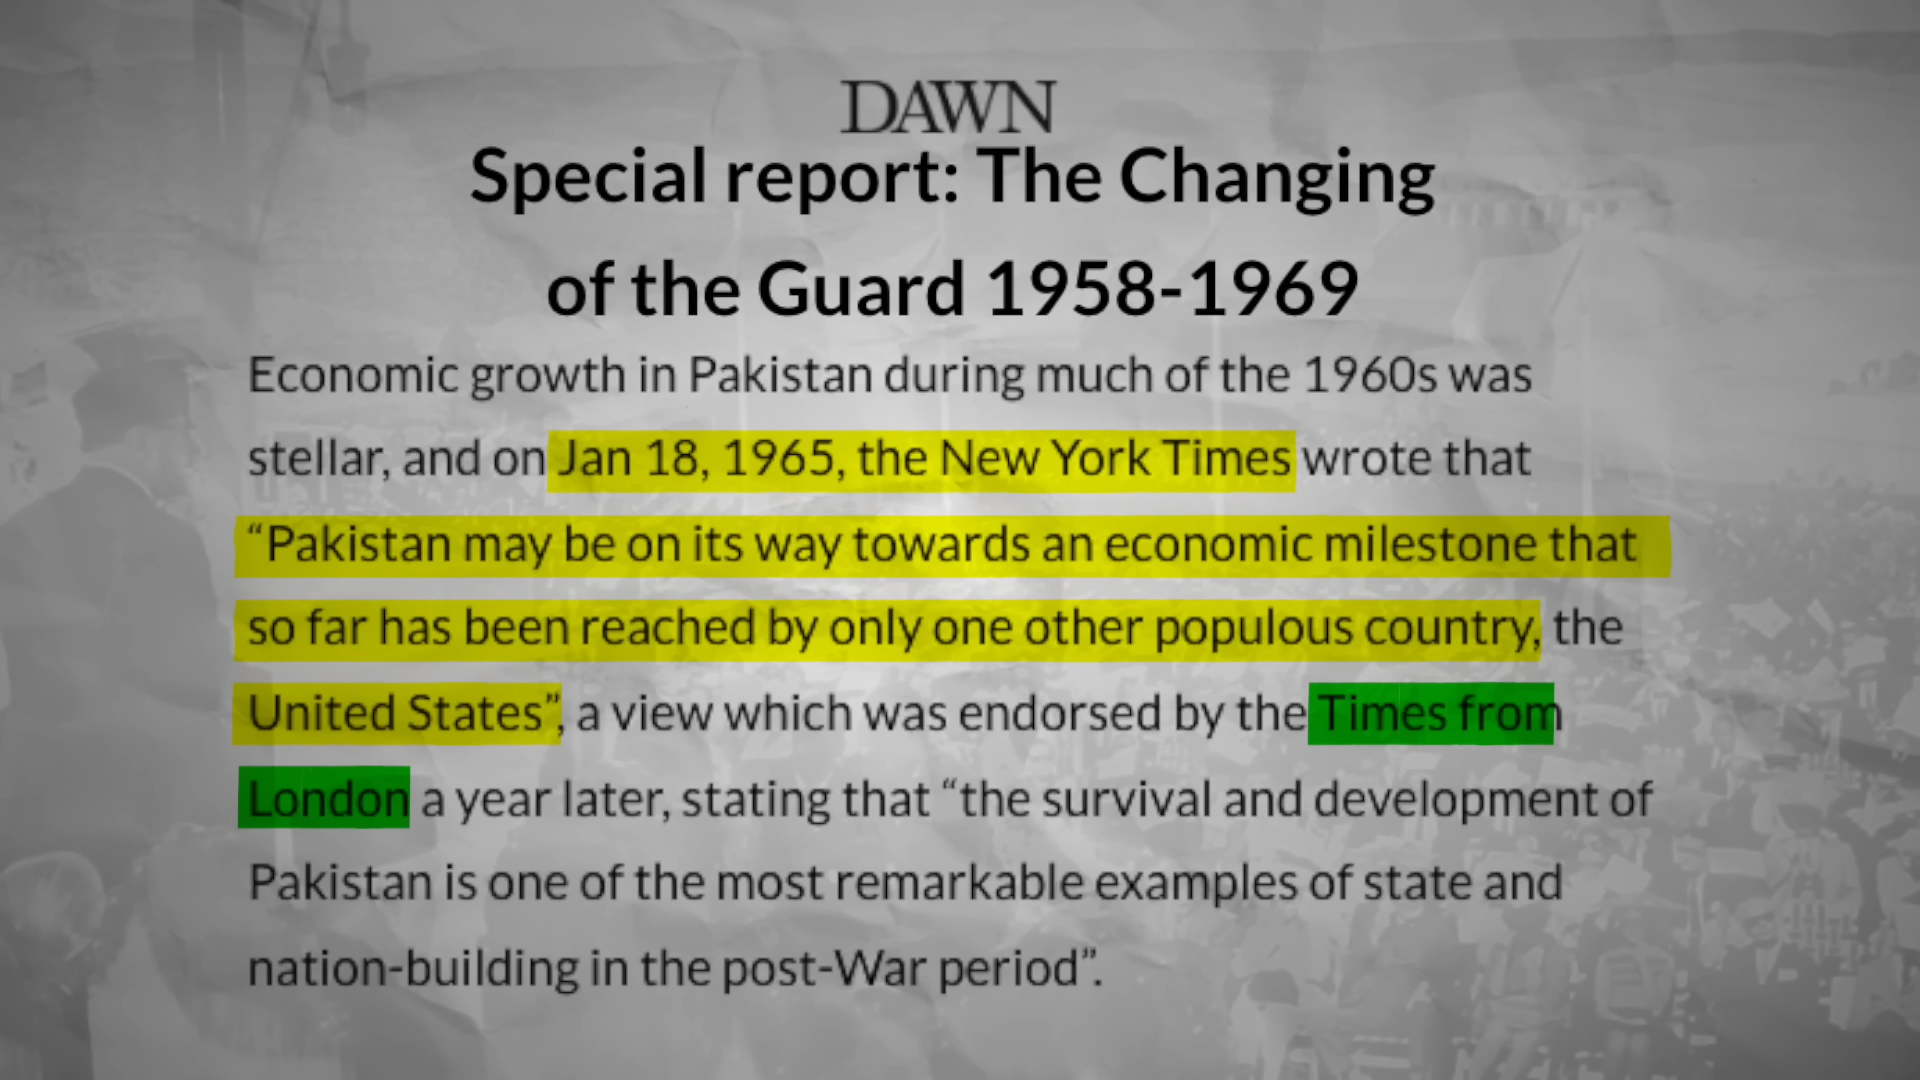 DAWN
Special report: The Changing
of the Guard 1958-1969
Economic growth in Pakistan during much of the 1960s was
stellar, and on Jan 18, 1965, the New York Times wrote that
“Pakistan may be on its way towards an economic milestone that
so far has been reached by only one other populous country, the
United States”, a view which was endorsed by the Times from
London a year later, stating that “the survival and development of
Pakistan is one of the most remarkable examples of state and
nation-building in the post-War period”.